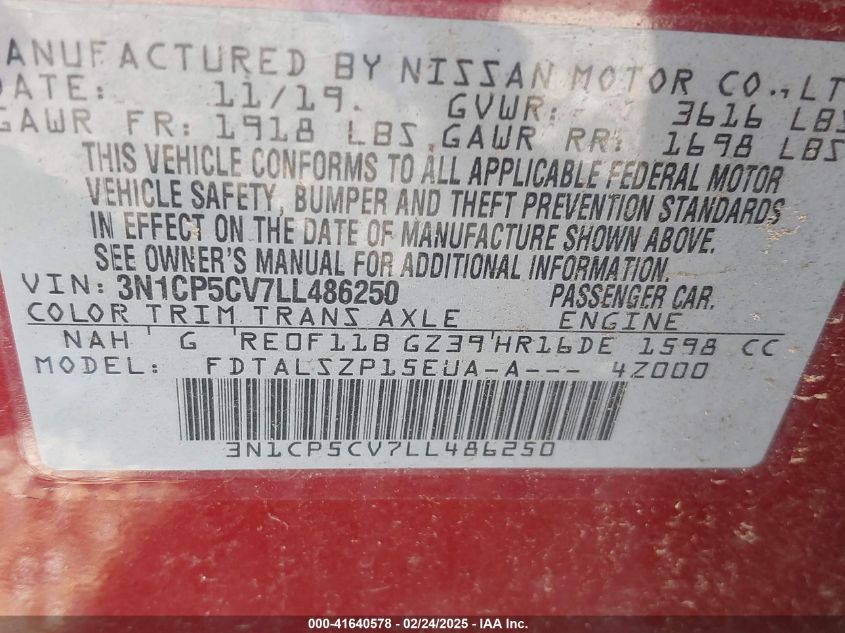 ANUFACTURED BY NISSAN MOTOR CO., LT
DATE: 11/19. GVWR: 3616 LBS
GAWR FR: 1918 LBS, GAWR RR: 1698 LBS
THIS VEHICLE CONFORMS TO ALL APPLICABLE FEDERAL MOTOR
VEHICLE SAFETY, BUMPER AND THEFT PREVENTION STANDARDS
IN EFFECT ON THE DATE OF MANUFACTURE SHOWN ABOVE.
SEE OWNER'S MANUAL FOR ADDITIONAL INFORMATION.
VIN: 3N1CP5CV7LL486250 PASSENGER CAR.
COLOR TRIM TRANS AXLE ENGINE
NAH G RE0F11B GZ39 HR16DE 1598 CC
MODEL: FDTALSZP15EUA-A--- 4Z000
3N1CP5CV7LL486250
000-41640578 - 02/24/2025 - IAA Inc.